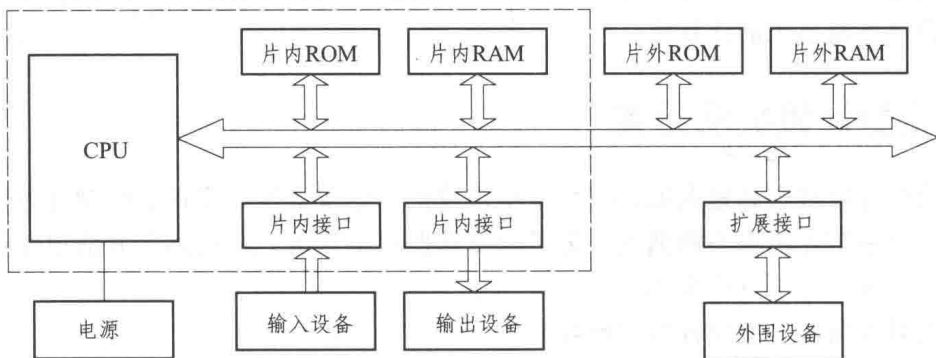 片内ROM
片内RAM
片外ROM
片外RAM
CPU
片内接口
片内接口
扩展接口
电源
输入设备
输出设备
外围设备